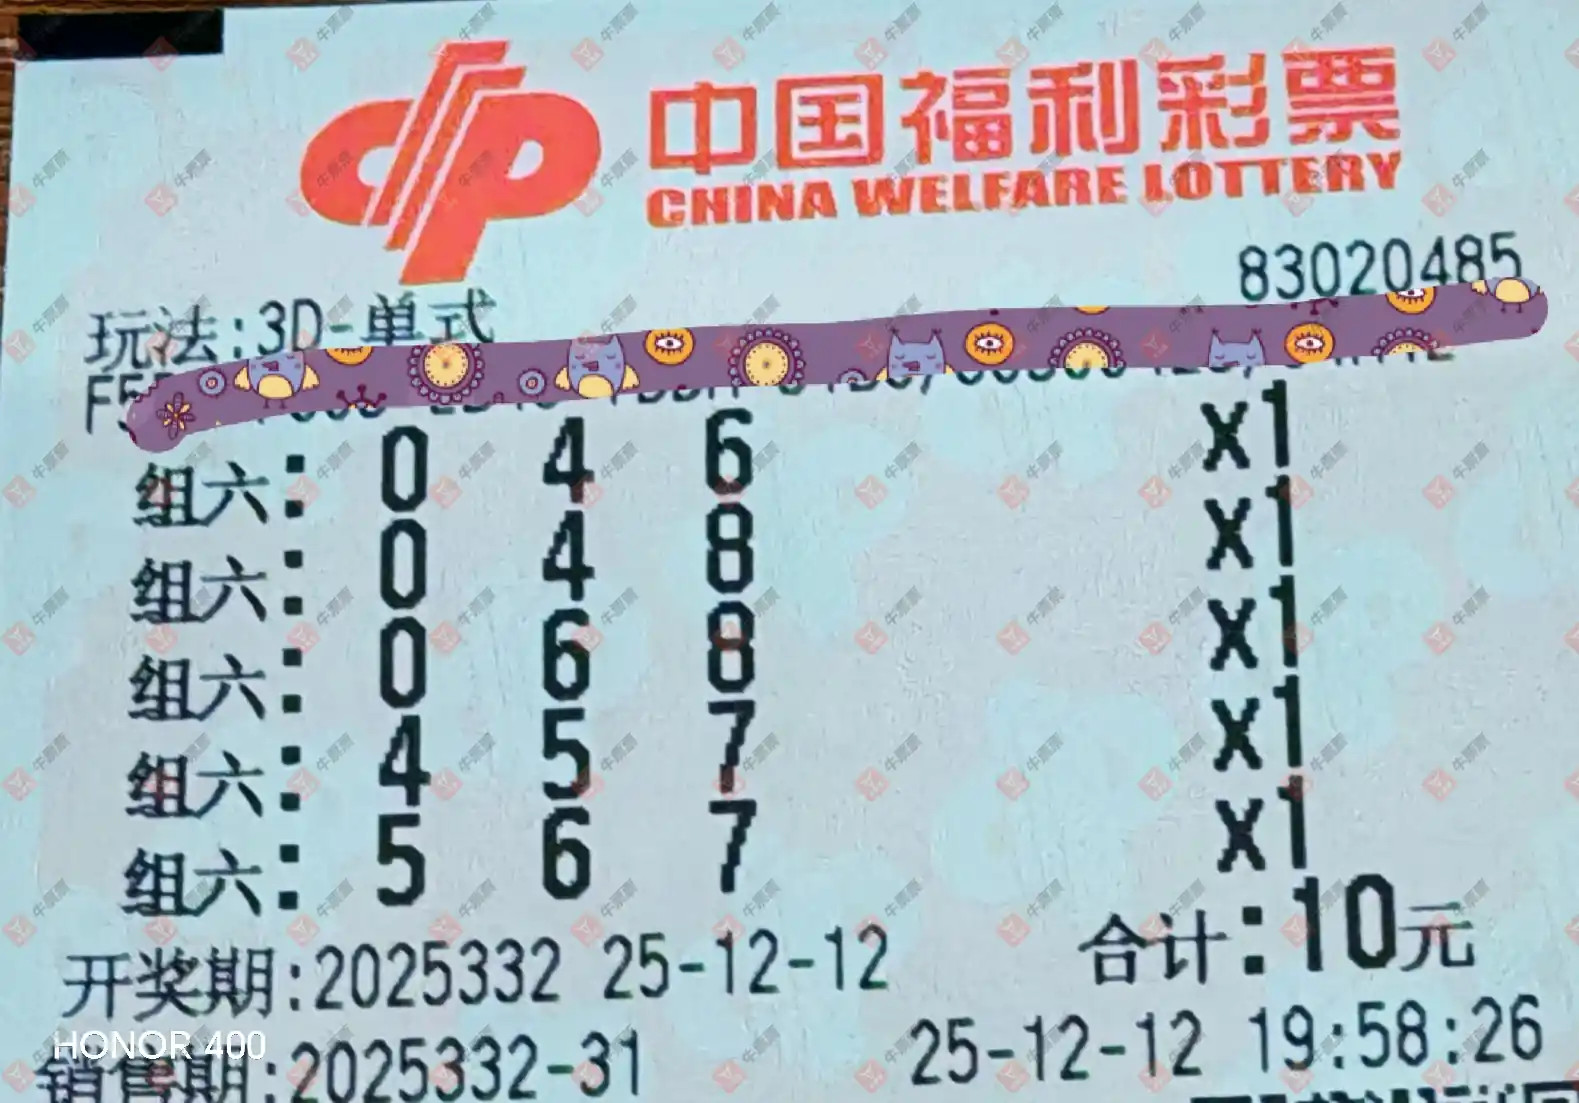 中国福利彩票
CHINA WELFARE LOTTERY
83020485
玩法:3D-单式
组六: 0 4 6 X1
组六: 0 4 8 X1
组六: 0 6 8 X1
组六: 4 5 7 X1
组六: 5 6 7 X1
开奖期:2025332 25-12-12 合计:10元
HONOR 400
销售期:2025332-31 25-12-12 19:58:26
牛票票